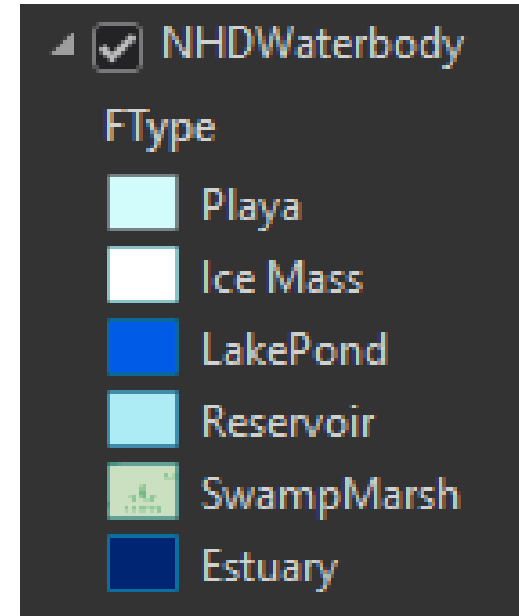 NHDWaterbody
FType
Playa
Ice Mass
LakePond
Reservoir
SwampMarsh
Estuary